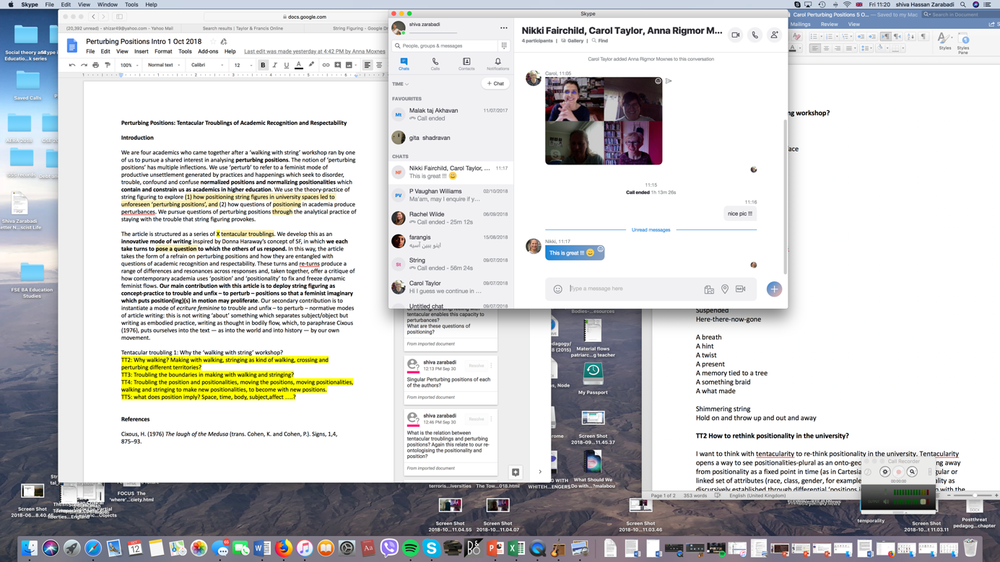 Skype File Edit View Window Tools Help
Fri 11:20 shiva Hassan Zarabadi
docs.google.com
(20,392 unread) - shizar49@yahoo.com - Yahoo Mail
Search results | Taylor & Francis Online
String Figuring - Google Dr
Perturbing Positions Intro 1 Oct 2018
File Edit View Insert Format Tools Add-ons Help Last edit was made yesterday at 4:42 PM by Anna Moxnes
100% Normal text Calibri 12
Perturbing Positions: Tentacular Troublings of Academic Recognition and Respectability
Introduction
We are four academics who came together after a ‘walking with string’ workshop ran by one
of us to pursue a shared interest in analysing perturbing positions. The notion of ‘perturbing
positions’ has multiple inflections. We use ‘perturb’ to refer to a feminist mode of
productive unsettlement generated by practices and happenings which seek to disorder,
trouble, confound and confuse normalized positions and normalizing positionalities which
contain and constrain us as academics in higher education. We use the theory-practice of
string figuring to explore (1) how positioning string figures in university spaces led to
unforeseen ‘perturbing positions’, and (2) how questions of positioning in academia produce
perturbances. We pursue questions of perturbing positions through the analytical practice of
staying with the trouble that string figuring provokes.
The article is structured as a series of X tentacular troublings. We develop this as an
innovative mode of writing inspired by Donna Haraway’s concept of SF, in which we each
take turns to pose a question to which the others of us respond. In this way, the article
takes the form of a refrain on perturbing positions and how they are entangled with
questions of academic recognition and respectability. These turns and re-turns produce a
range of differences and resonances across responses and, taken together, offer a critique of
how contemporary academia uses ‘position’ and ‘positionality’ to fix and freeze dynamic
feminist flows. Our main contribution with this article is to deploy string figuring as
concept-practice to trouble and unfix – to perturb – positions so that a feminist imaginary
which puts position(ing)(s) in motion may proliferate. Our secondary contribution is to
instantiate a mode of ecriture feminine to trouble and unfix – to perturb – normative modes
of article writing: this is not writing ‘about’ something which separates subject/object but
writing as embodied practice, writing as thought in bodily flow, which, to paraphrase Cixous
(1976), puts ourselves into the text — as into the world and into history — by our own
movement.
Tentacular troubling 1: Why the ‘walking with string’ workshop?
TT2: Why walking? Making with walking, stringing as kind of walking, crossing and
perturbing different territories?
TT3: Troubling the boundaries in making with walking and stringing?
TT4: Troubling the position and positionalities, moving the positions, moving positionalities,
walking and stringing to make new positionalities, to become with new positions.
TT5: what does position imply? Space, time, body, subject,affect ….?
References
Cixous, H. (1976) The laugh of the Medusa (trans. Cohen, K. and Cohen, P.). Signs, 1,4,
875–93.
tentacular enables this capacity to
perturbances?
What are these questions of
positioning?
From imported document
shiva zarabadi
12:13 PM Sep 30
Resolve
Singular Perturbing positions of each
of the authors?
From imported document
shiva zarabadi
12:46 PM Sep 30
Resolve
What is the relation between
tentacular troublings and perturbing
positions? Again this relate to our re-
ontologising the positionality and
position?
From imported document
Skype
shiva zarabadi
People, groups & messages
Chats Calls Contacts Notifications
TIME
+ Chat
FAVOURITES
Mt Malak taj Akhavan 11/07/2017
Call ended
gita shadravan
CHATS
NF Nikki Fairchild, Carol Taylor, ... 11:17
This is great !!!
PV P Vaughan Williams 02/10/2018
Ma'am, may I enquire if y...
Rachel Wilde 06/09/2018
Call ended - 25m 12s
farangis 15/08/2018
اینو ببین آسیه
St String 09/07/2018
Call ended - 56m 24s
Carol Taylor 09/07/2018
Hi I guess we continue in ...
Untitled chat 09/07/2018
Nikki Fairchild, Carol Taylor, Anna Rigmor M...
4 participants | Gallery | Find
Carol Taylor added Anna Rigmor Moxnes to this conversation
Carol, 11:05
11:15
Call ended 1h 13m 26s
11:16
nice pic !!!
Unread messages
Nikki, 11:17
This is great !!!
Type a message here
Carol Perturbing Positions 5 O... — Saved to my Mac
Search in Document
Mailings Review View
Styles
Styles Pane
ng workshop?
ace
Suspended
Here-there-now-gone
A breath
A hint
A twist
A present
A memory tied to a tree
A something braid
A what made
Shimmering string
Hold on and throw up and out and away
TT2 How to rethink positionality in the university?
I want to think with tentacularity to re-think positionality in the university. Tentacularity
opens a way to see positionalities-plural as an onto-geo
ing away
from positionality as a fixed point in time (as in Cartesia
gular or
linked set of attributes (race, class, gender, for example
ality as
discursively established through differential ‘positions i
Page 1 of 2 353 words English (United Kingdom)
Call Recorder
00:00:00
Social theory and
Educatio...k series
Saved Calls
AERA 2018
SSS records
PDF
Shiva Zarabadi
etter N...scist Life
FSE BA Education
Studies
Bodies-...esources
Material flows
patriarc...g teacher
My Passport
Screen Shot
2018-09...11.45.37
What Should We
Do with...?malabou
Screen Shot
2018-06...8.40.45
FOCUS The
'where'...ciety.html
terroris...iversities
The Tow...018.html
Screen Shot
2018-10...11.04.55
Screen Shot
2018-10...11.04.07
Screen Shot
2018-10...11.03.46
temporality
Screen Shot
2018-10...11.03.11
DOCX
Postthreat
pedagog...chapter
OCT
12